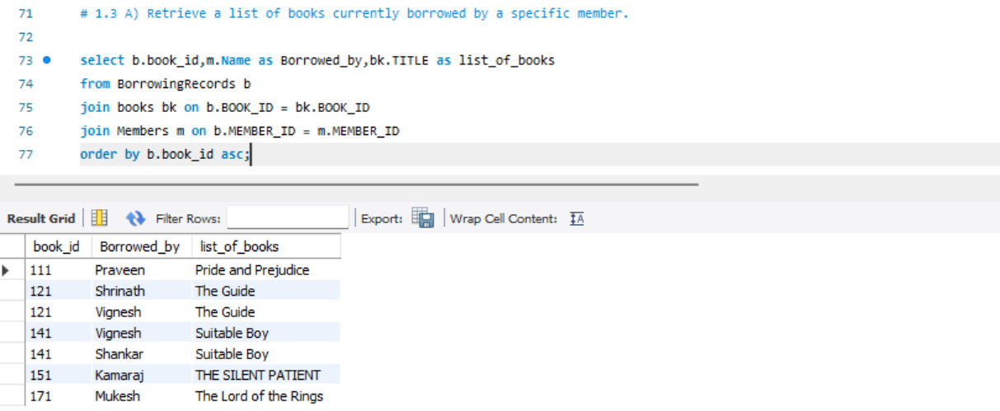 71 # 1.3 A) Retrieve a list of books currently borrowed by a specific member.
72
73 select b.book_id,m.Name as Borrowed_by,bk.TITLE as list_of_books
74 from BorrowingRecords b
75 join books bk on b.BOOK_ID = bk.BOOK_ID
76 join Members m on b.MEMBER_ID = m.MEMBER_ID
77 order by b.book_id asc;
Result Grid Filter Rows: Export: Wrap Cell Content: IA
book_id Borrowed_by list_of_books
111 Praveen Pride and Prejudice
121 Shrinath The Guide
121 Vignesh The Guide
141 Vignesh Suitable Boy
141 Shankar Suitable Boy
151 Kamaraj THE SILENT PATIENT
171 Mukesh The Lord of the Rings